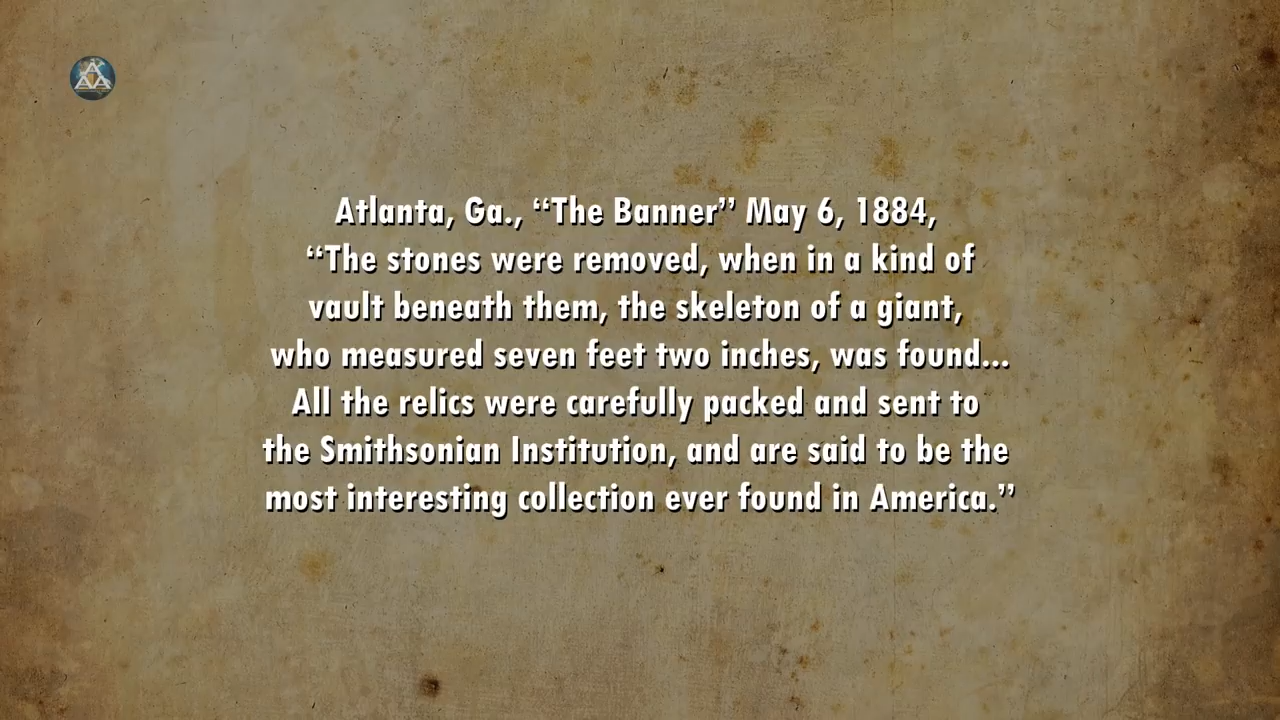 Atlanta, Ga., “The Banner” May 6, 1884,
“The stones were removed, when in a kind of
vault beneath them, the skeleton of a giant,
who measured seven feet two inches, was found...
All the relics were carefully packed and sent to
the Smithsonian Institution, and are said to be the
most interesting collection ever found in America.”